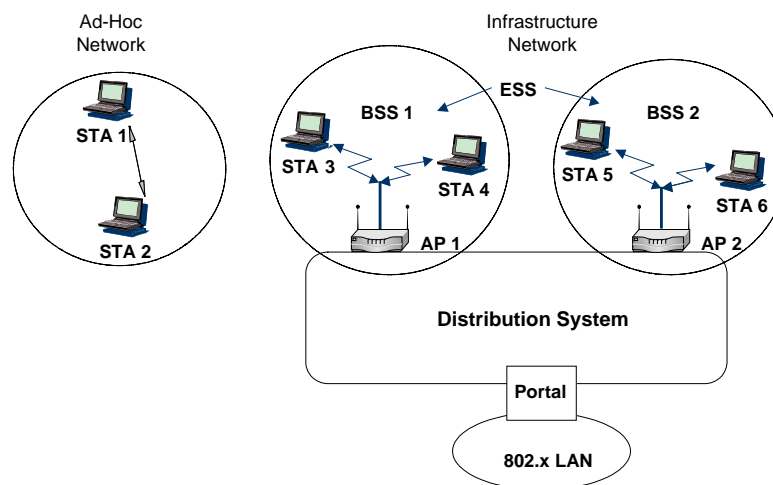 Ad-Hoc
Network
Infrastructure
Network
ESS
STA 1
STA 2
BSS 1
STA 3
STA 4
AP 1
BSS 2
STA 5
STA 6
AP 2
Distribution System
Portal
802.x LAN